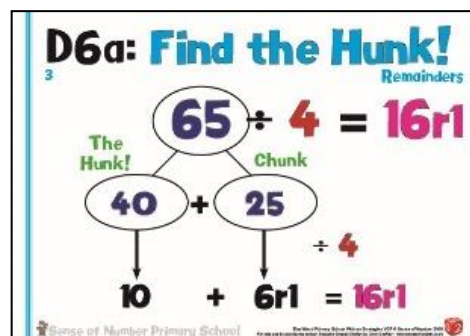 D6a: Find the Hunk!
3
Remainders
65 ÷ 4 = 16r1
The Hunk!
Chunk
40 + 25
÷ 4
10 + 6r1 = 16r1
Sense of Number Primary School